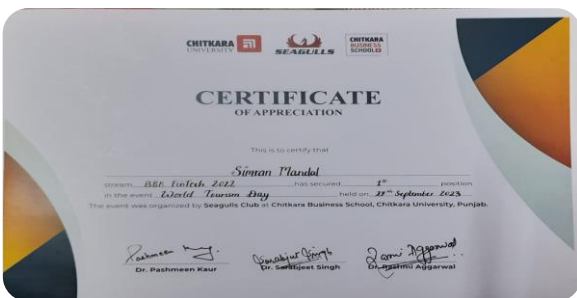 CHITKARA
UNIVERSITY
SEAGULLS
CHITKARA
BUSINESS
SCHOOL
CERTIFICATE
OF APPRECIATION
This is to certify that
Simran Mandal
stream BBA FinTech 2022 has secured 1st position
in the event World Tourism Day held on 27th September 2023
The event was organized by Seagulls Club at Chitkara Business School, Chitkara University, Punjab.
Dr. Pashmeen Kaur
Dr. Sarabjeet Singh
Dr. Rashmi Aggarwal